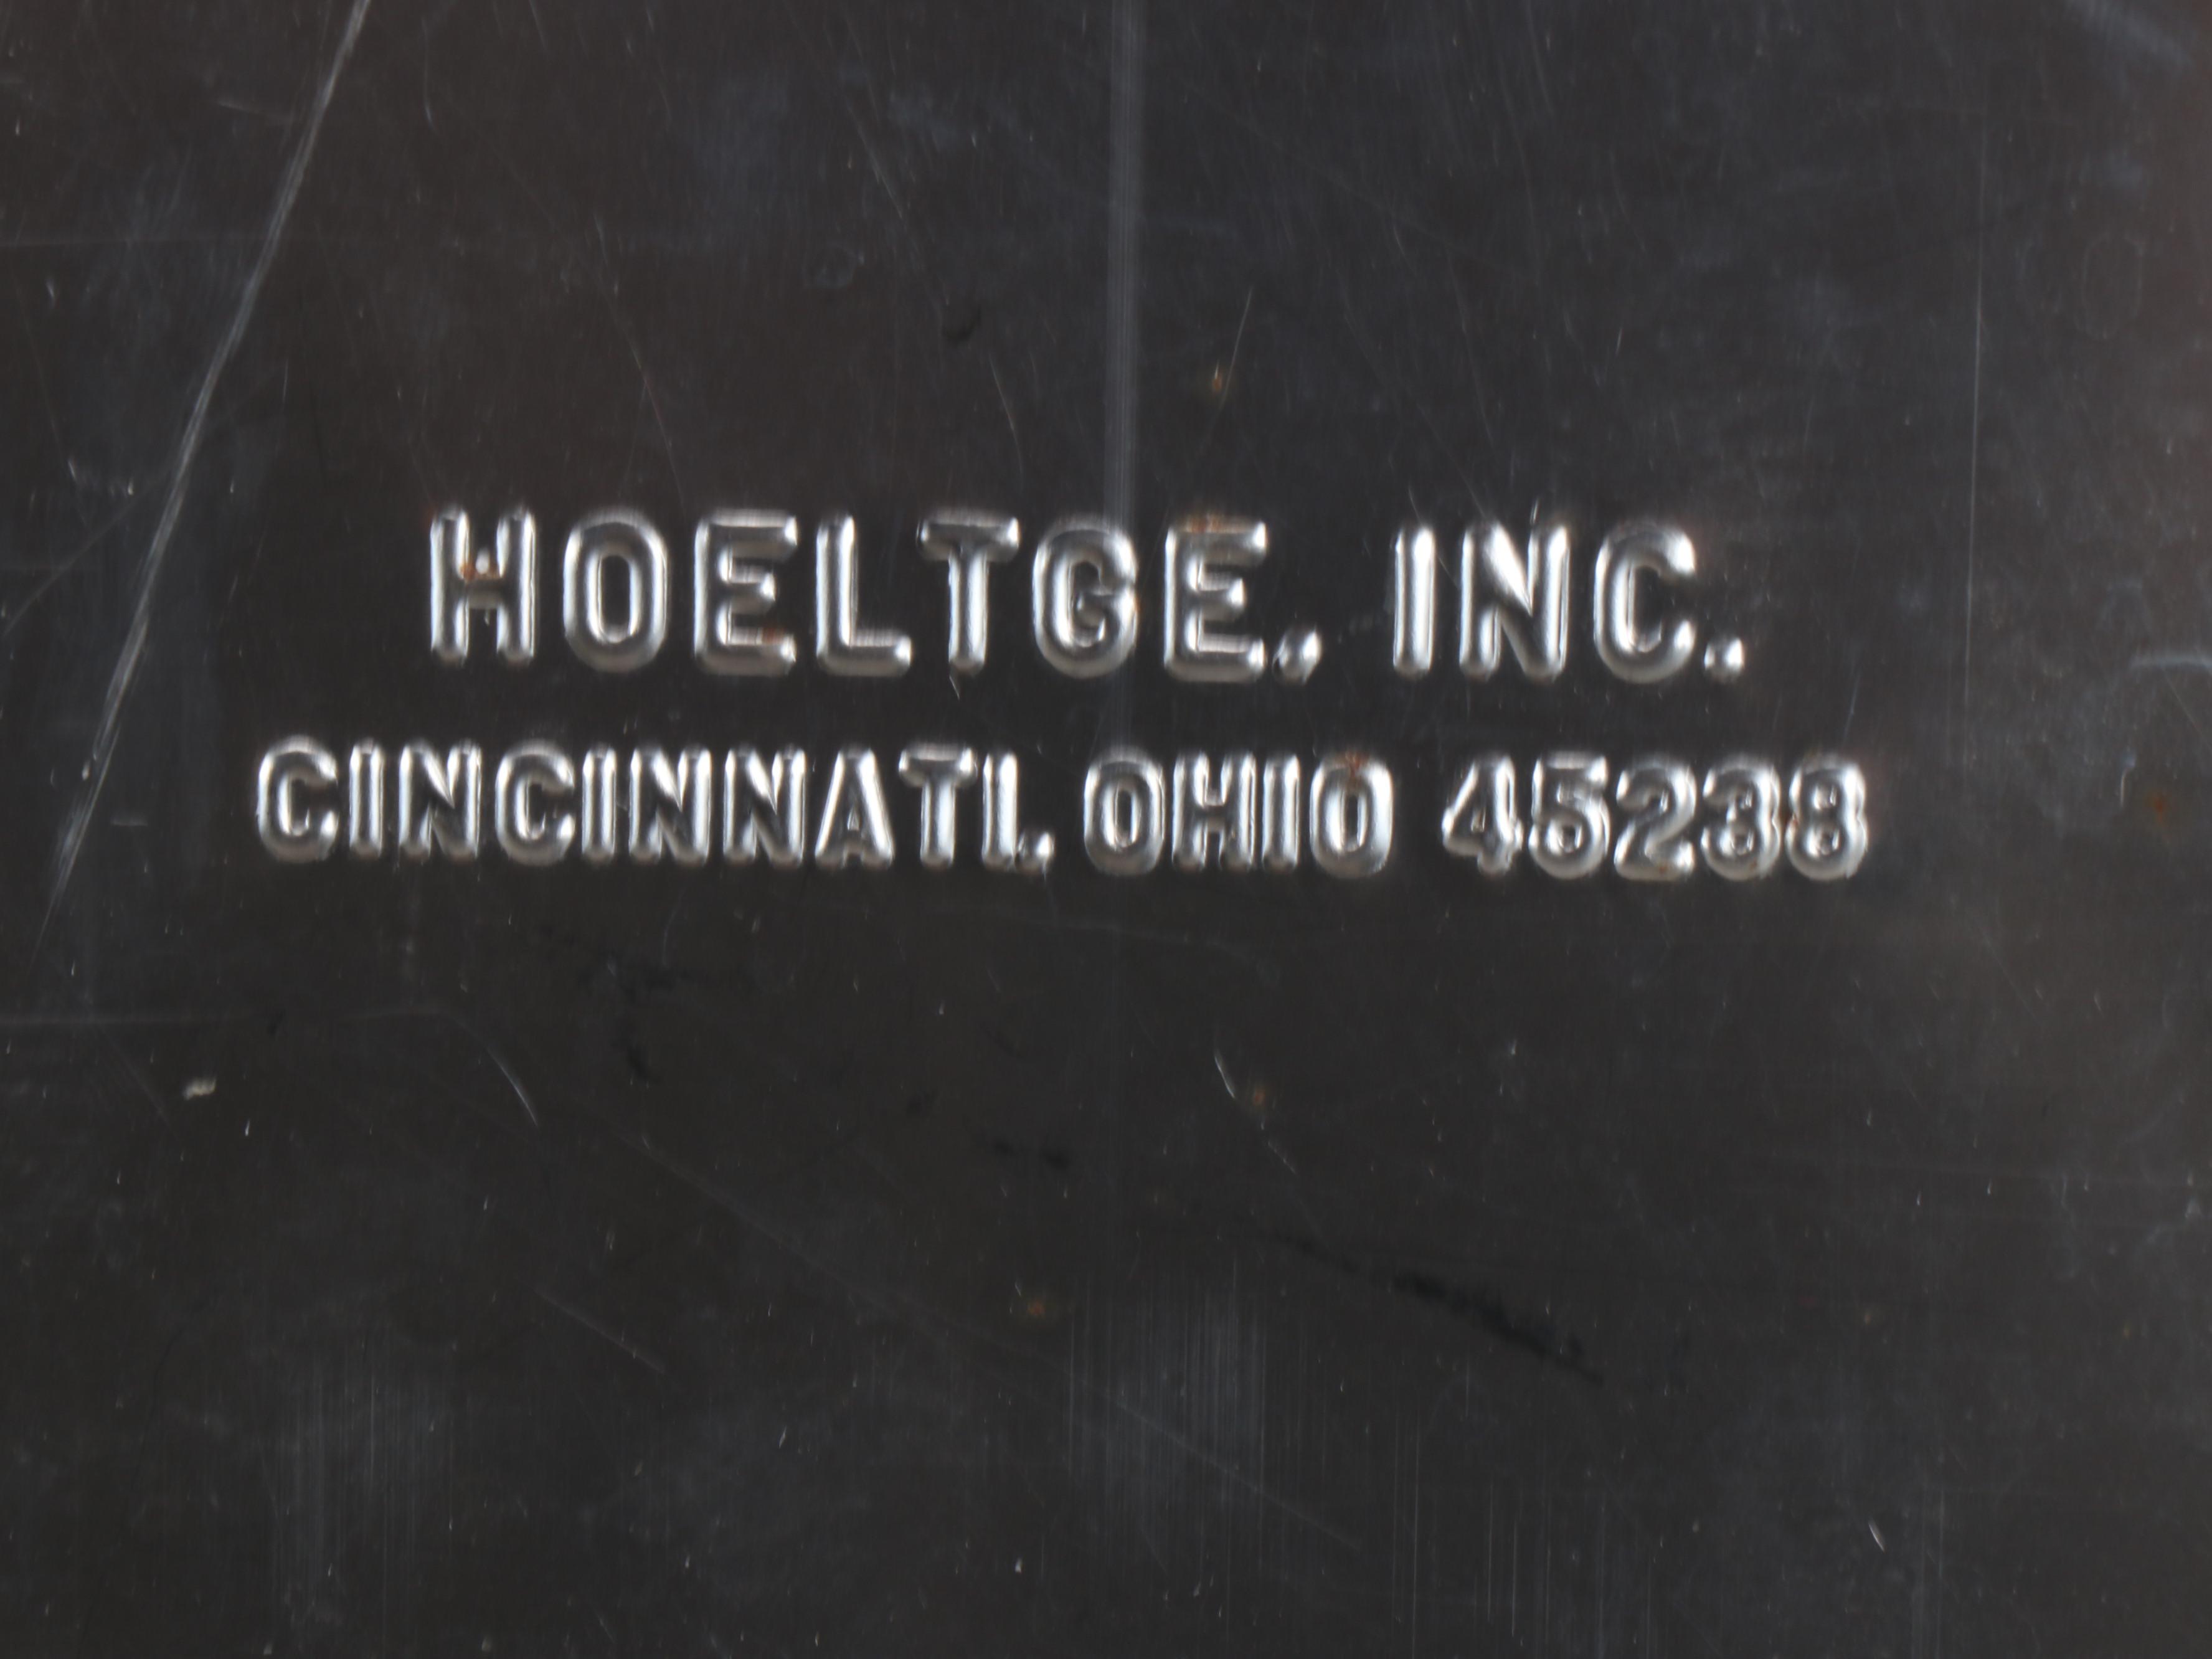 HOELTGE, INC.
CINCINNATI, OHIO 45238